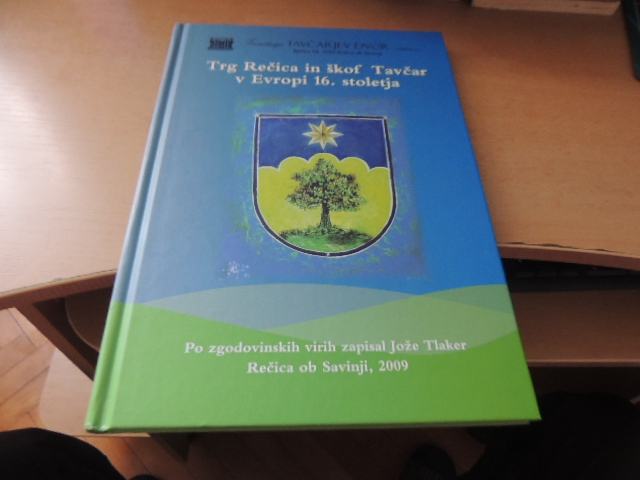 TAVČARJEV DVOR
Trg Rečica in škof Tavčar
v Evropi 16. stoletja
Po zgodovinskih virih zapisal Jože Tlaker
Rečica ob Savinji, 2009